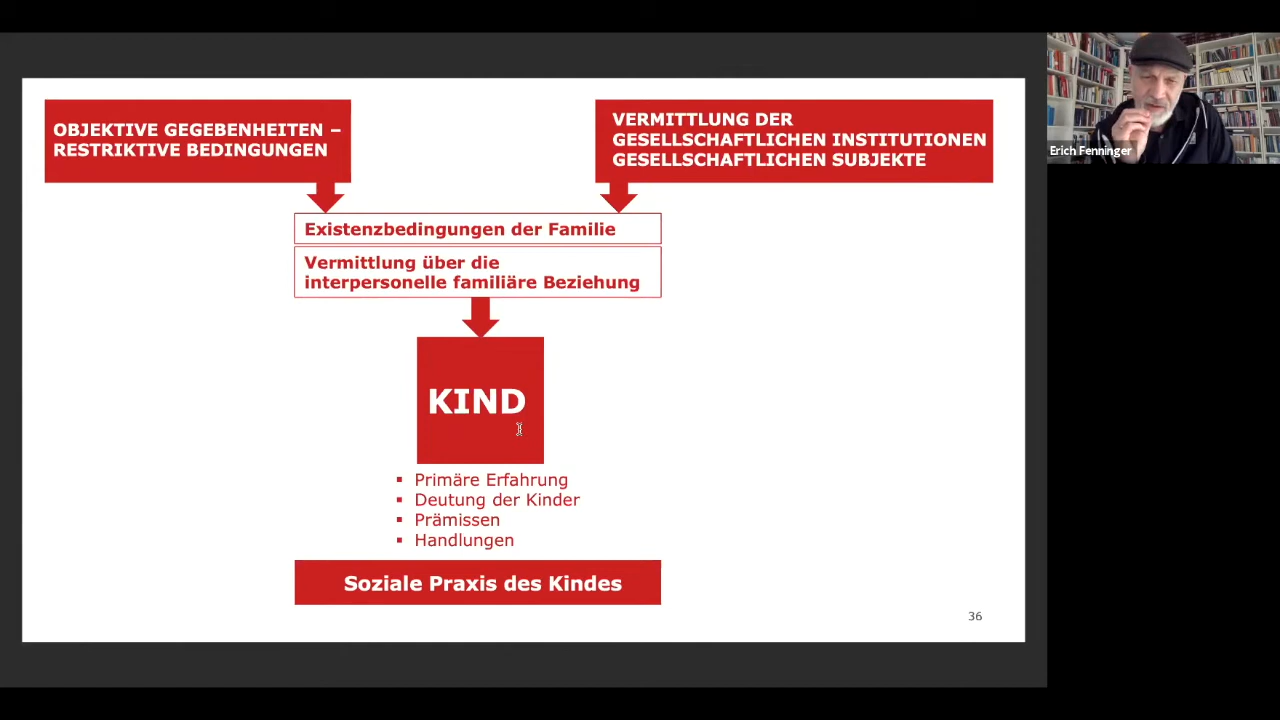 OBJEKTIVE GEGEBENHEITEN –
RESTRIKTIVE BEDINGUNGEN
VERMITTLUNG DER
GESELLSCHAFTLICHEN INSTITUTIONEN
GESELLSCHAFTLICHEN SUBJEKTE
Erich Fenninger
Existenzbedingungen der Familie
Vermittlung über die
interpersonelle familiäre Beziehung
KIND
▪ Primäre Erfahrung
▪ Deutung der Kinder
▪ Prämissen
▪ Handlungen
Soziale Praxis des Kindes
36